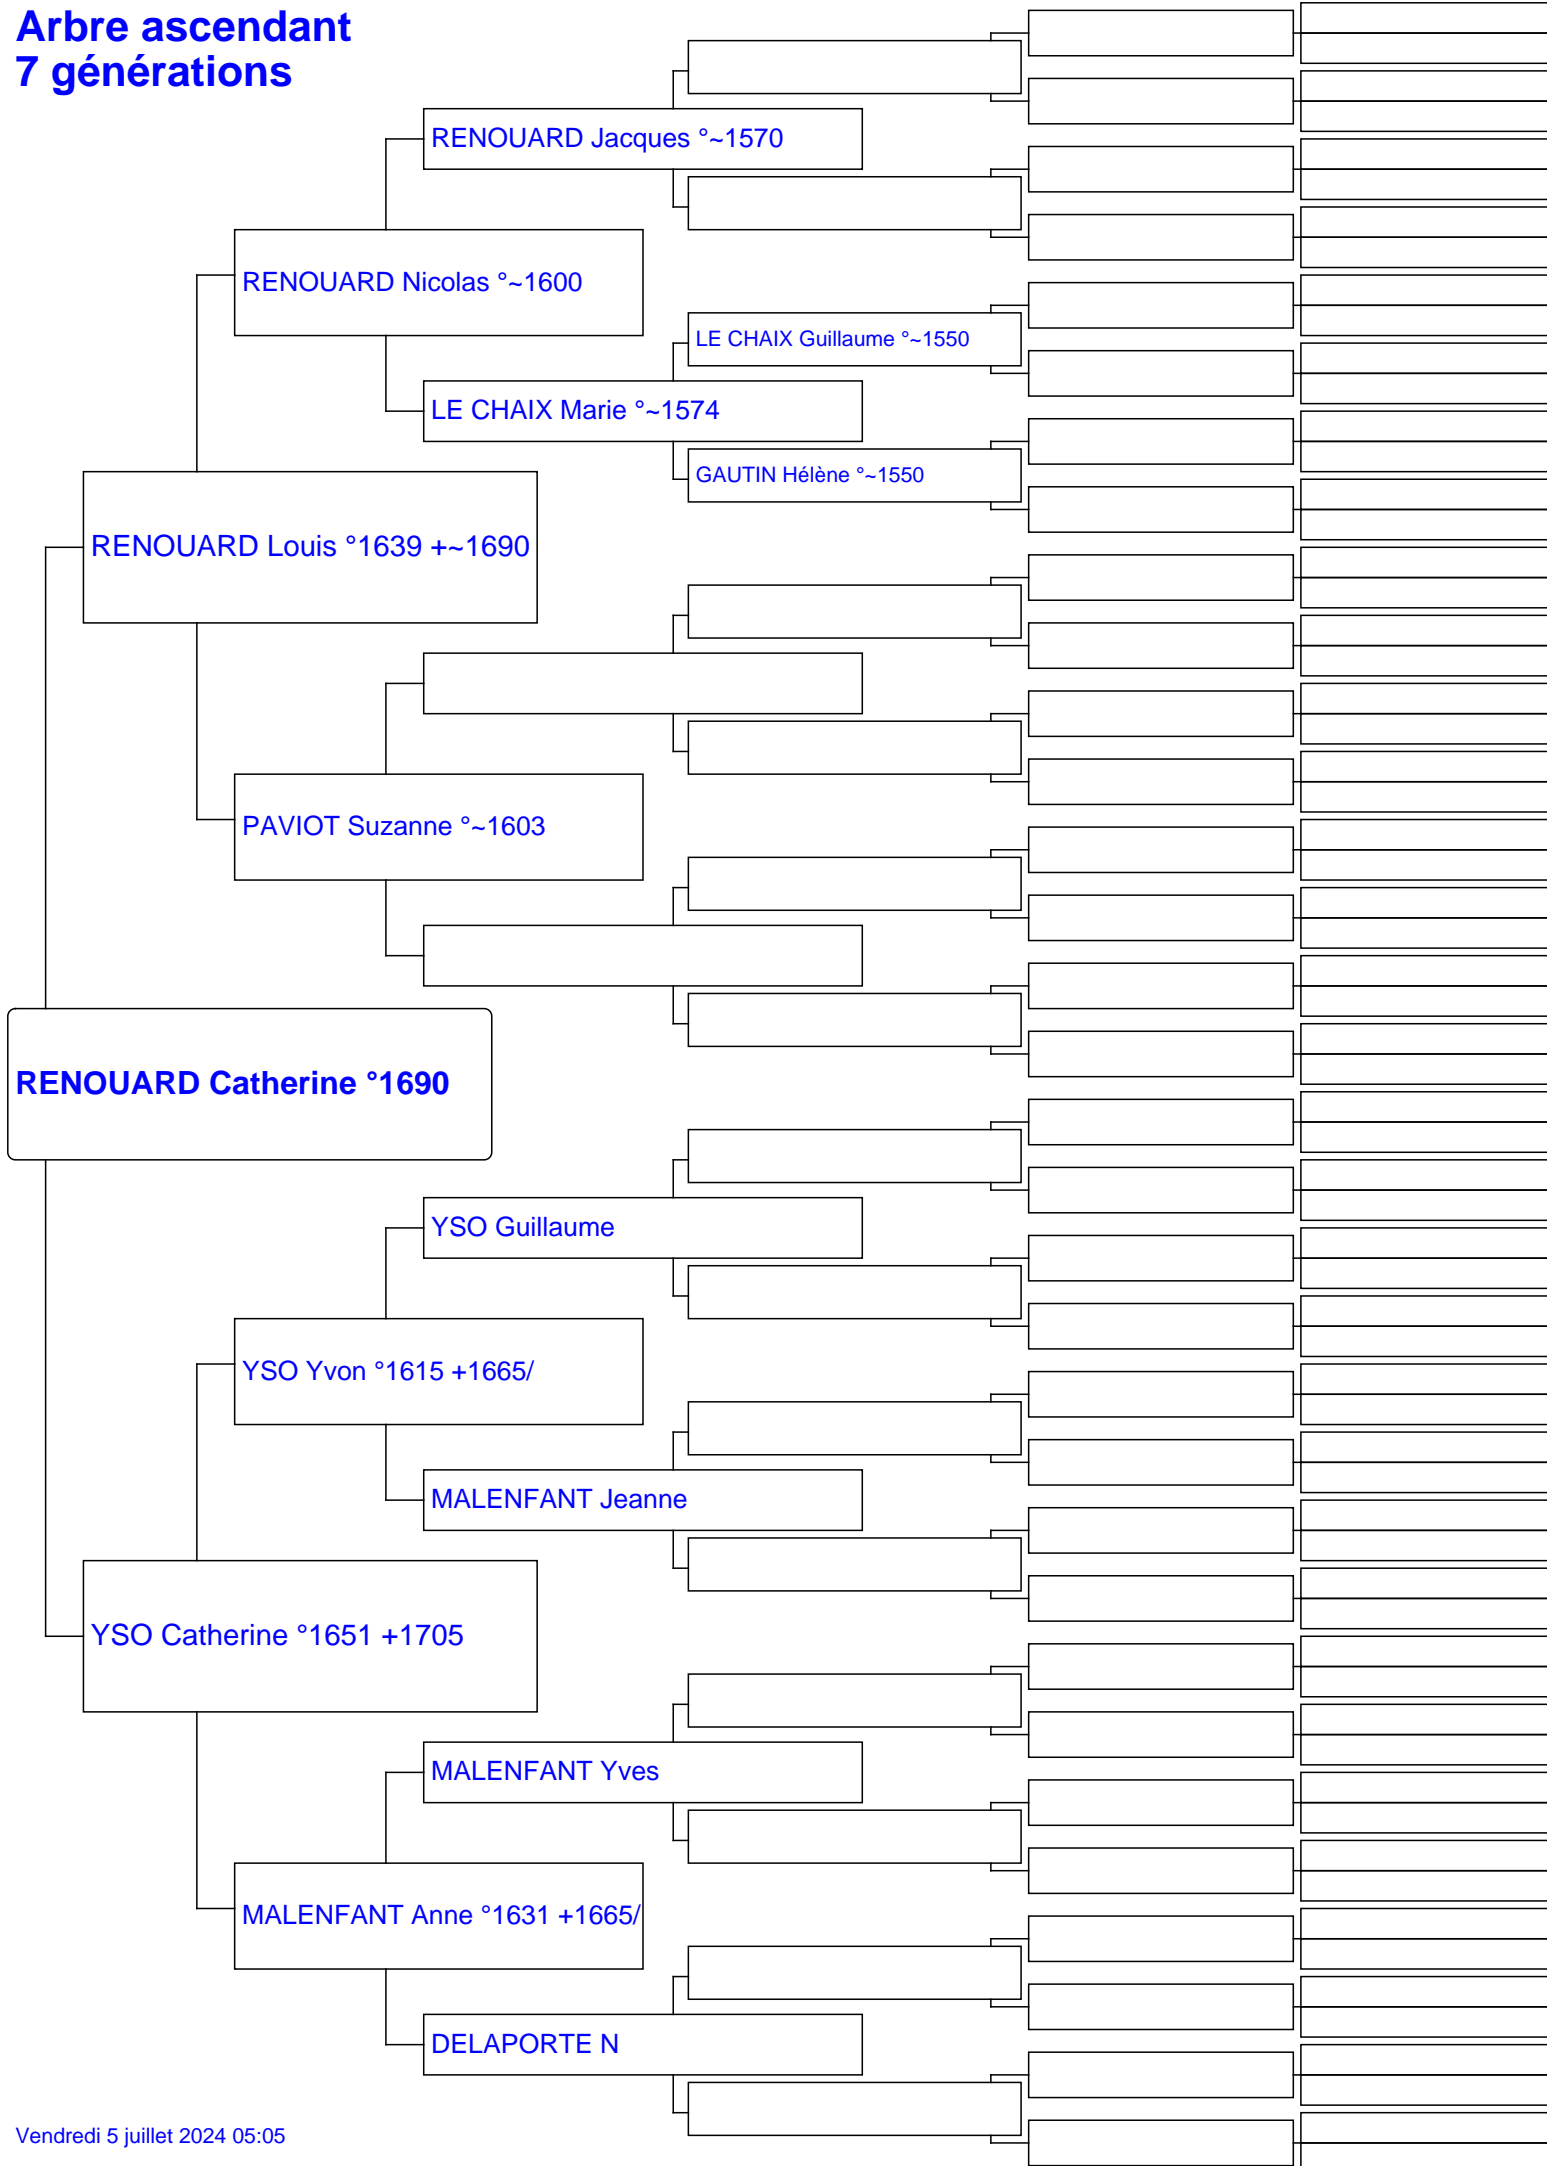 Arbre ascendant
7 générations
RENOUARD Jacques °~1570
RENOUARD Nicolas °~1600
LE CHAIX Guillaume °~1550
LE CHAIX Marie °~1574
GAUTIN Hélène °~1550
RENOUARD Louis °1639 +~1690
PAVIOT Suzanne °~1603
RENOUARD Catherine °1690
YSO Guillaume
YSO Yvon °1615 +1665/
MALENFANT Jeanne
YSO Catherine °1651 +1705
MALENFANT Yves
MALENFANT Anne °1631 +1665/
DELAPORTE N
Vendredi 5 juillet 2024 05:05